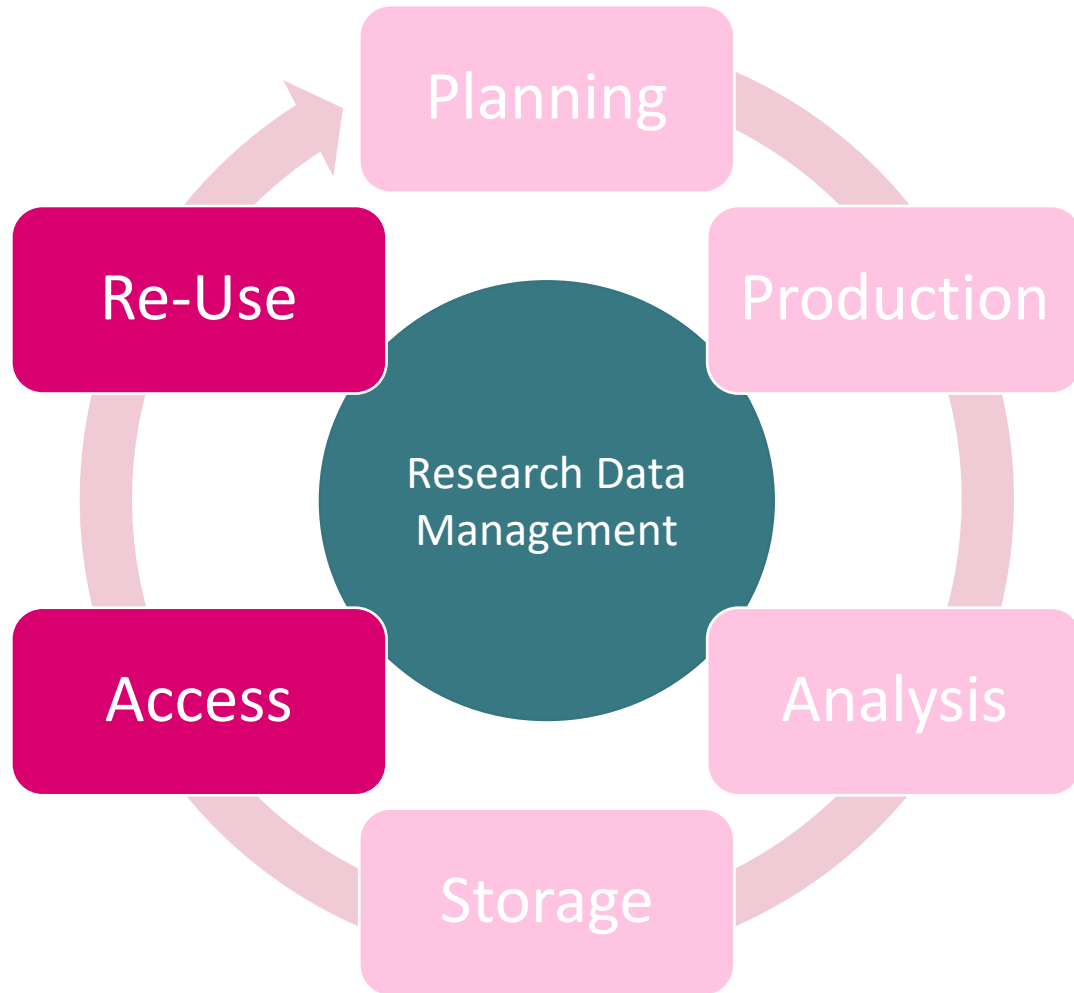 Planning
Production
Analysis
Storage
Access
Re-Use
Research Data
Management